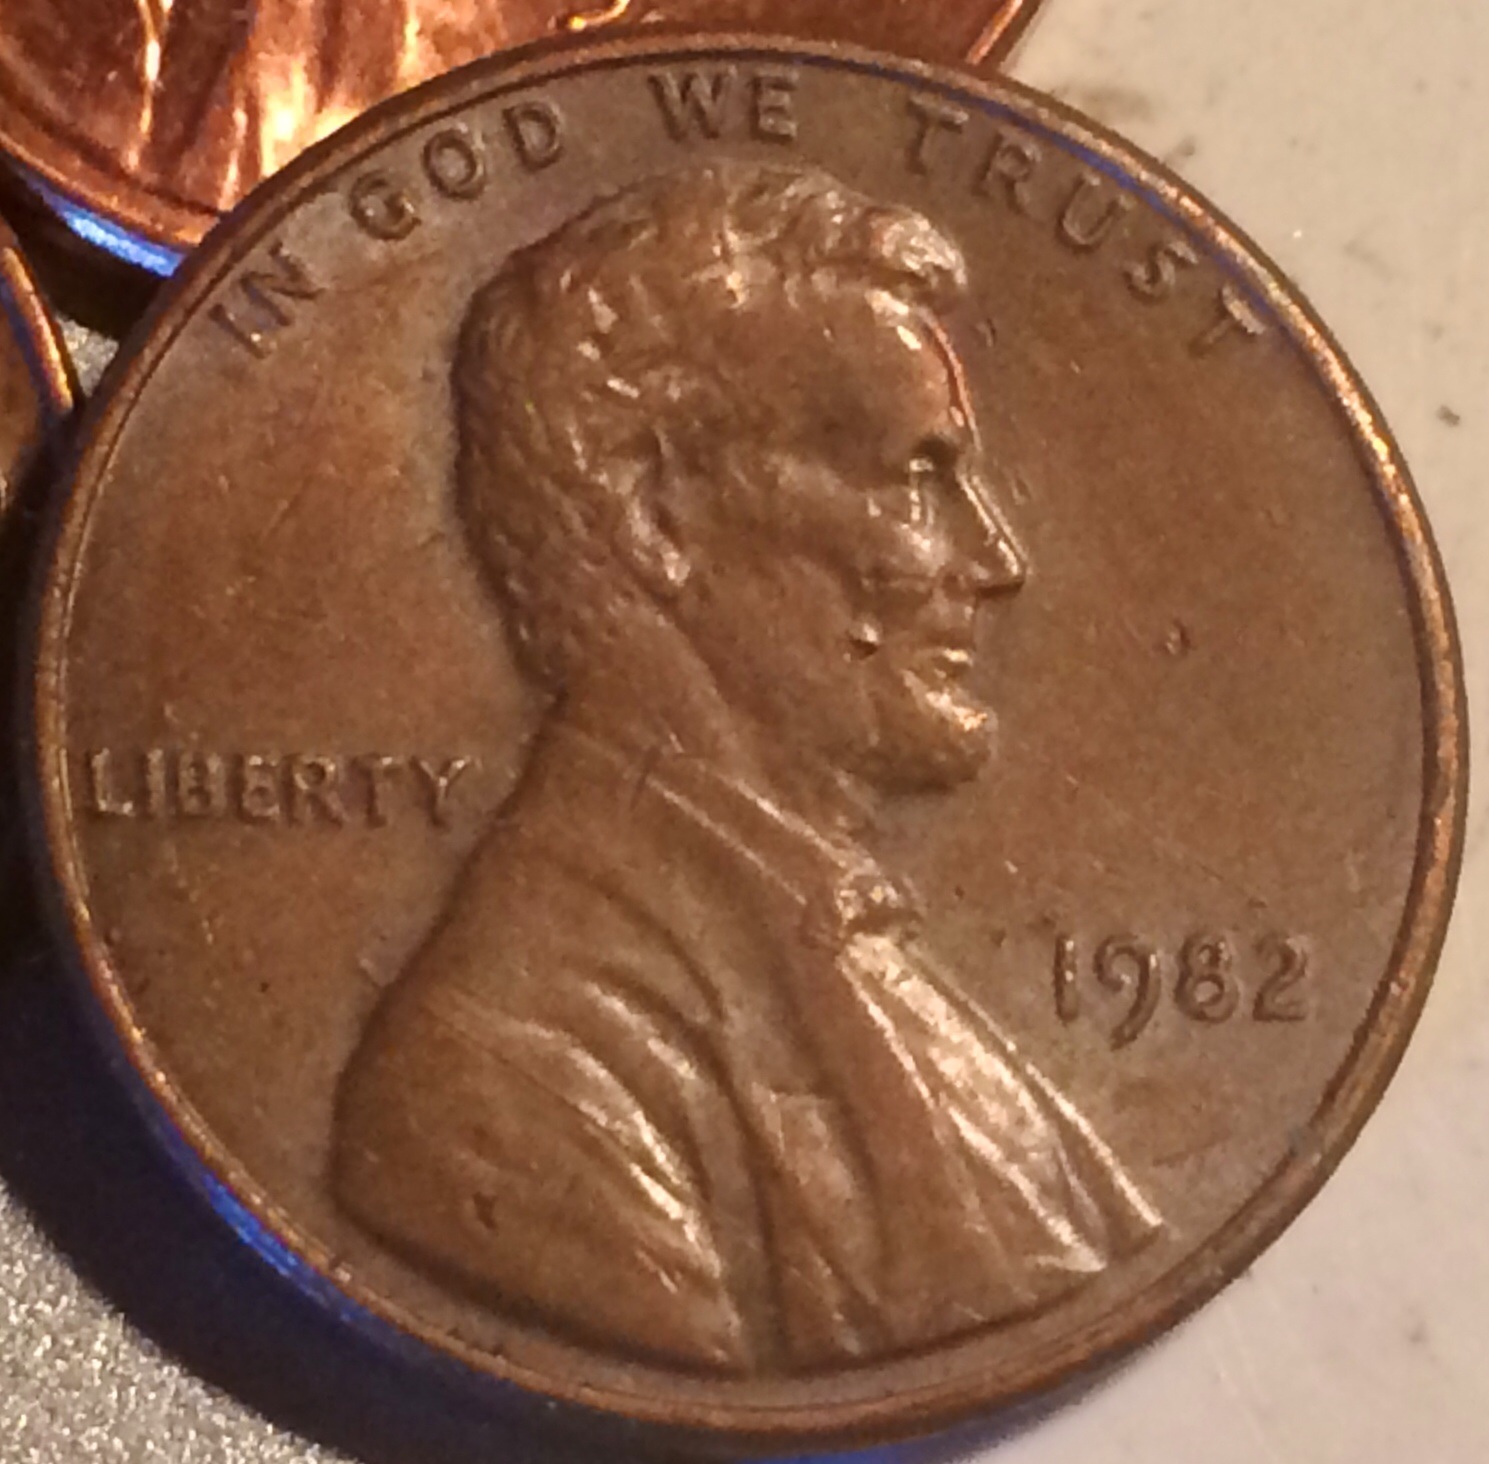 IN GOD WE TRUST
LIBERTY
1982